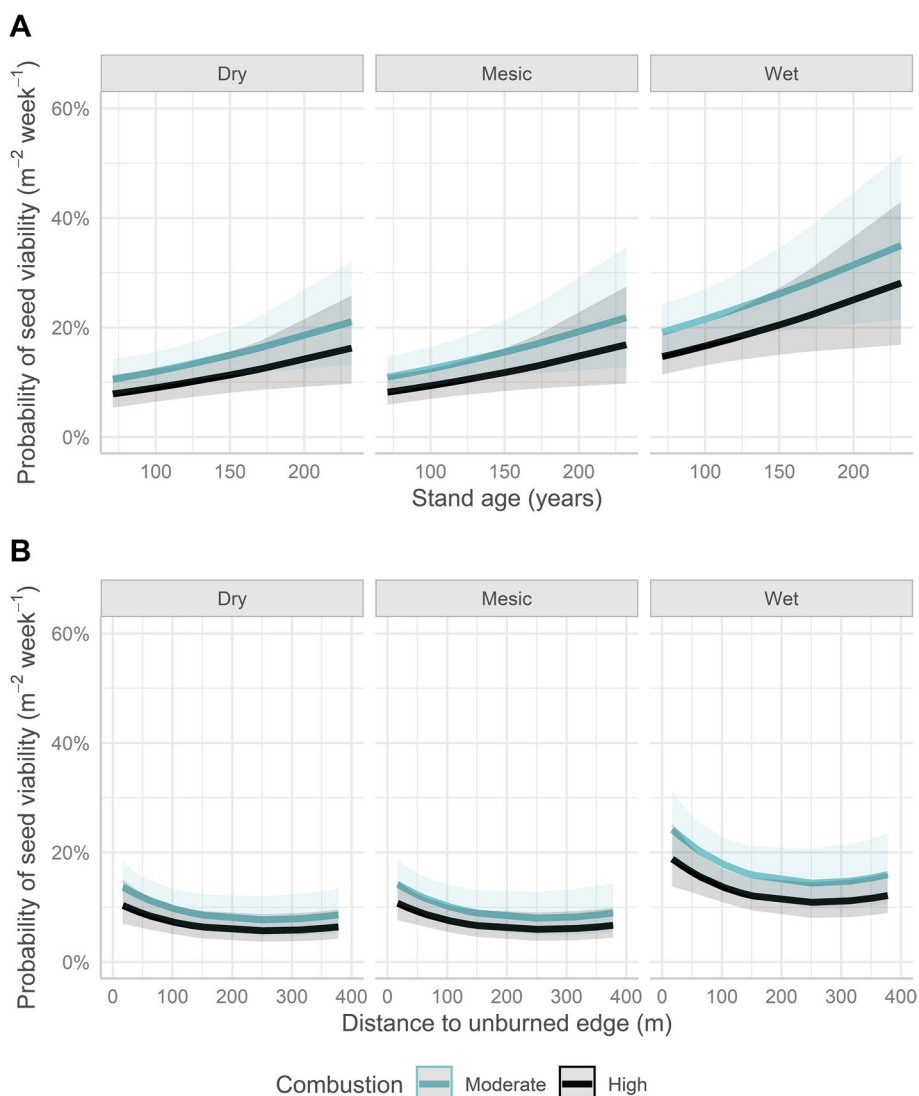 A
Dry Mesic Wet
Probability of seed viability (m⁻² week⁻¹)
60%
40%
20%
0%
100 150 200 100 150 200 100 150 200
Stand age (years)
B
Dry Mesic Wet
Probability of seed viability (m⁻² week⁻¹)
60%
40%
20%
0%
0 100 200 300 400 0 100 200 300 400 0 100 200 300 400
Distance to unburned edge (m)
Combustion Moderate High